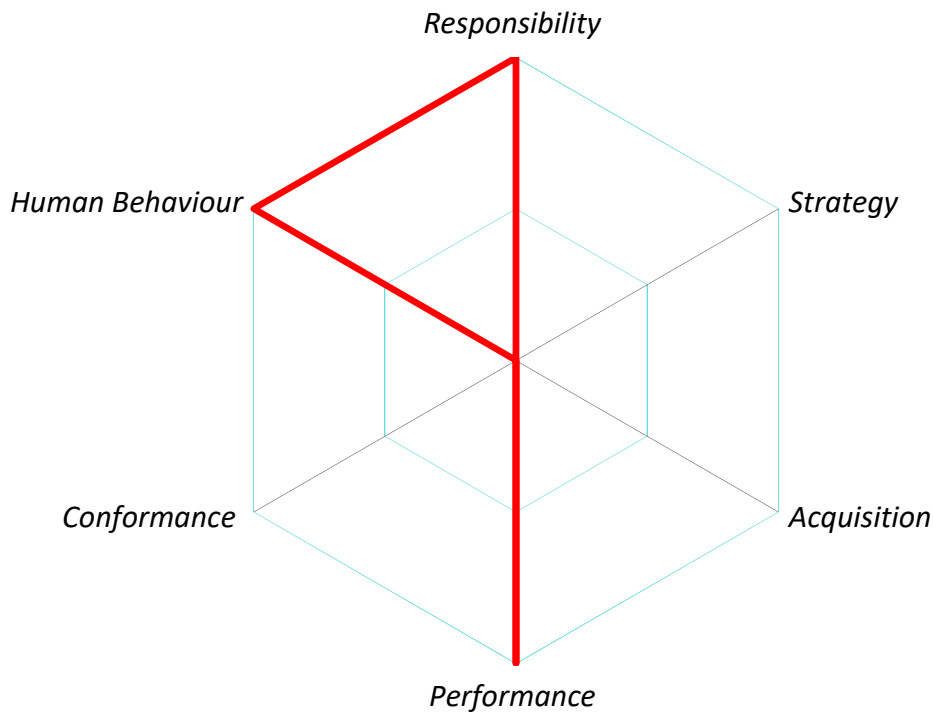 Responsibility
Human Behaviour
Strategy
Conformance
Acquisition
Performance